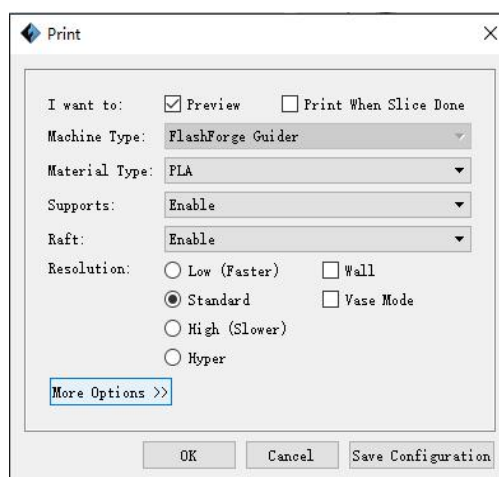 Print
I want to: Preview Print When Slice Done
Machine Type: FlashForge Guider
Material Type: PLA
Supports: Enable
Raft: Enable
Resolution: Low (Faster) Wall
Standard Vase Mode
High (Slower)
Hyper
More Options >>
OK Cancel Save Configuration